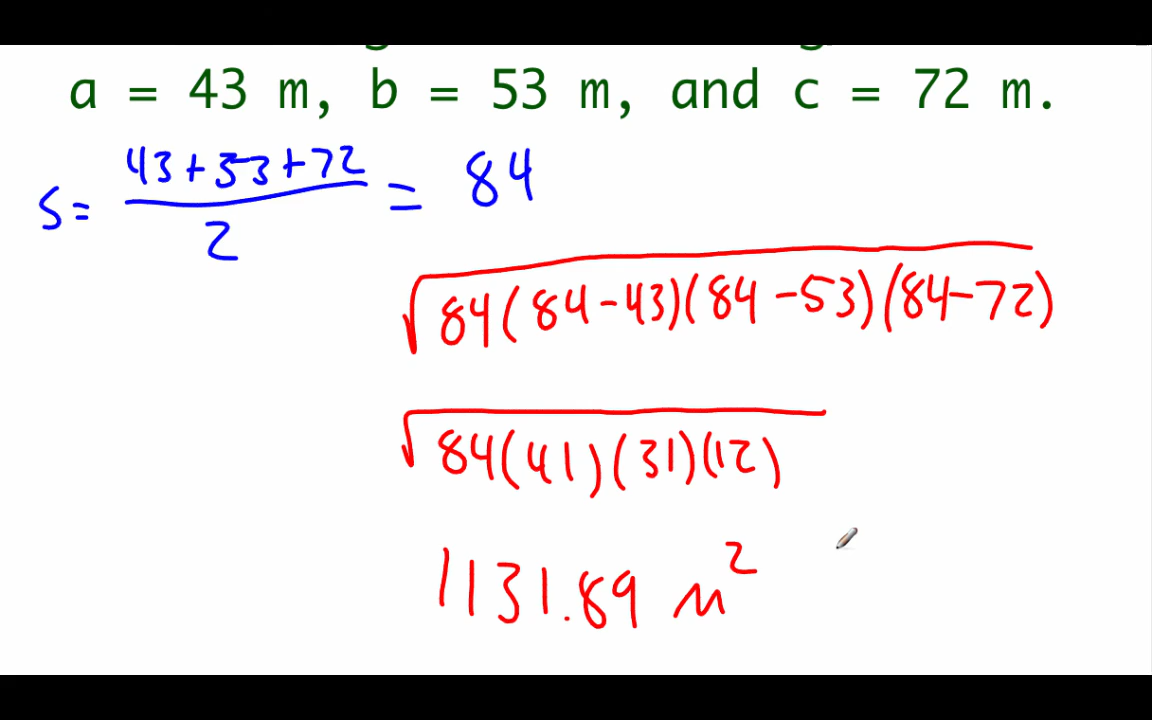 a = 43 m, b = 53 m, and c = 72 m.
s = (43+53+72)/2 = 84
√84(84-43)(84-53)(84-72)
√84(41)(31)(12)
1131.89 m²